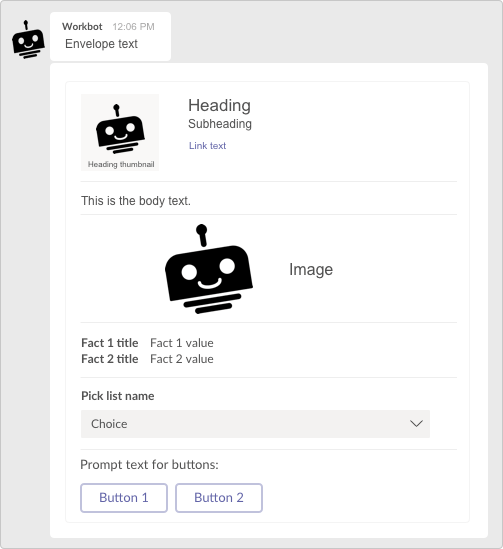 Workbot 12:06 PM
Envelope text
Heading
Subheading
Link text
Heading thumbnail
This is the body text.
Image
Fact 1 title Fact 1 value
Fact 2 title Fact 2 value
Pick list name
Choice
Prompt text for buttons:
Button 1 Button 2